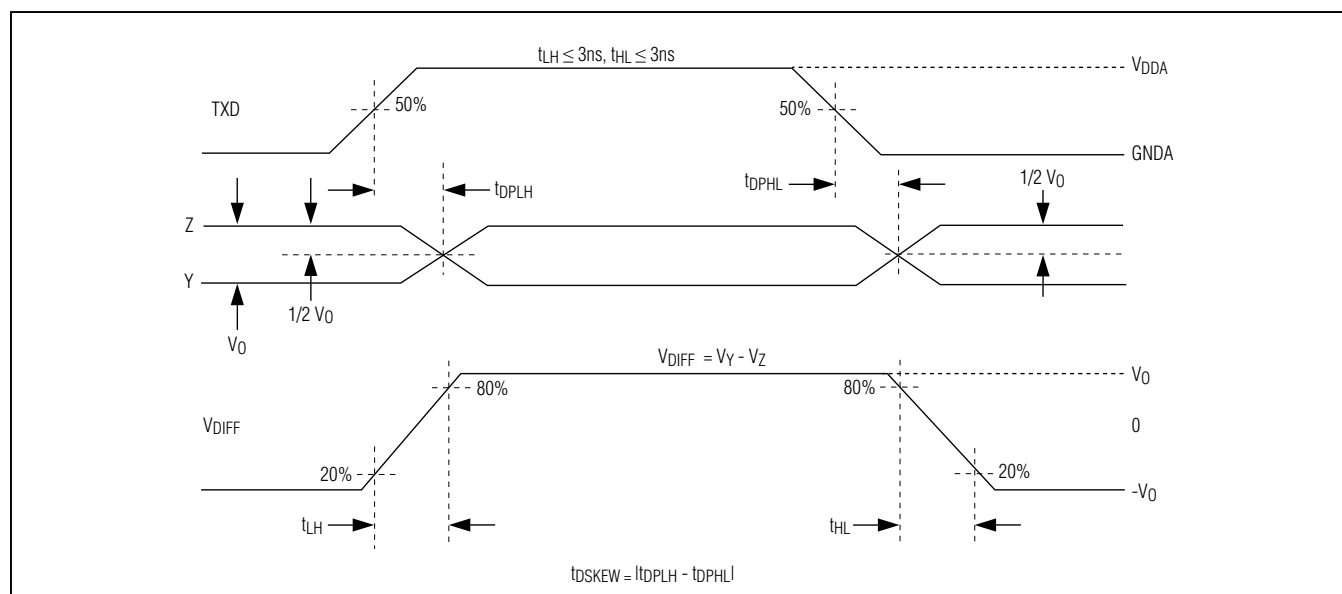 tLH ≤ 3ns, tHL ≤ 3ns
VDDA
TXD
50%
50%
GNDA
tDPLH
tDPHL
1/2 VO
Z
Y
1/2 VO
VO
VDIFF = VY - VZ
VO
80%
80%
VDIFF
0
20%
20%
-VO
tLH
tHL
tDSKEW = |tDPLH - tDPHL|